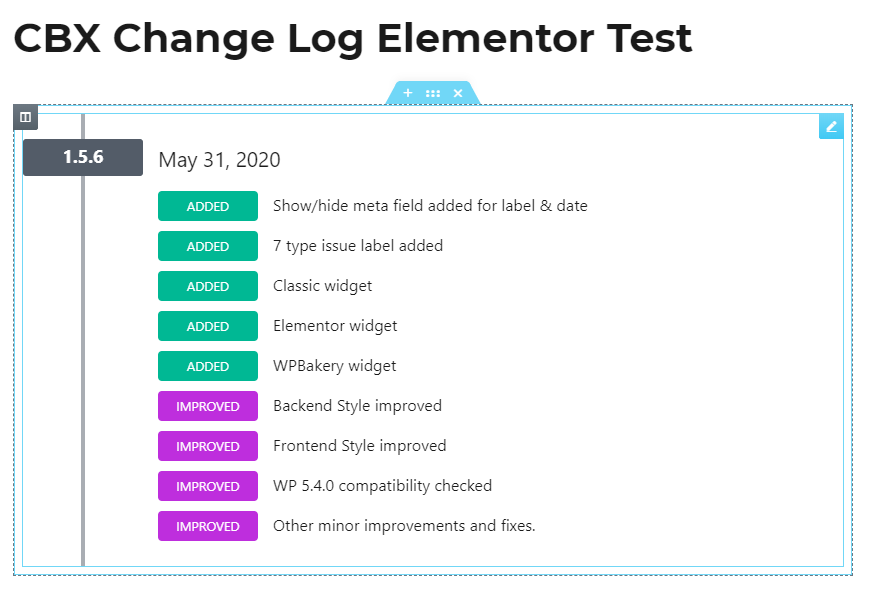 CBX Change Log Elementor Test
1.5.6
May 31, 2020
ADDED Show/hide meta field added for label & date
ADDED 7 type issue label added
ADDED Classic widget
ADDED Elementor widget
ADDED WPBakery widget
IMPROVED Backend Style improved
IMPROVED Frontend Style improved
IMPROVED WP 5.4.0 compatibility checked
IMPROVED Other minor improvements and fixes.